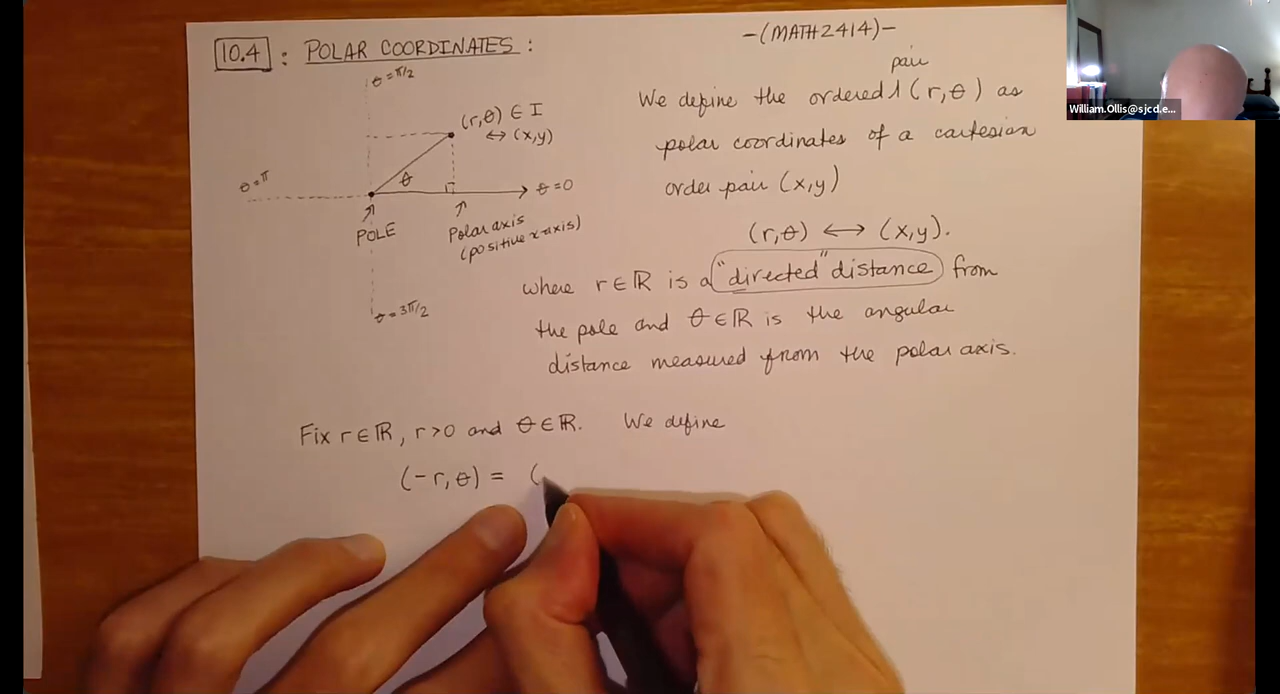 10.4 : POLAR COORDINATES :
-(MATH2414)-
θ=π/2
(r,θ) ∈ I
↔ (x,y)
θ
θ=π
θ=0
POLE
Polar axis
(positive x-axis)
θ=3π/2
pair
We define the ordered (r,θ) as
polar coordinates of a cartesian
order pair (x,y)
(r,θ) ↔ (x,y).
where r∈ℝ is a "directed" distance from
the pole and θ∈ℝ is the angular
distance measured from the polar axis.
Fix r∈ℝ, r>0 and θ∈ℝ. We define
(-r,θ) = (
William.Ollis@sjcd.e...